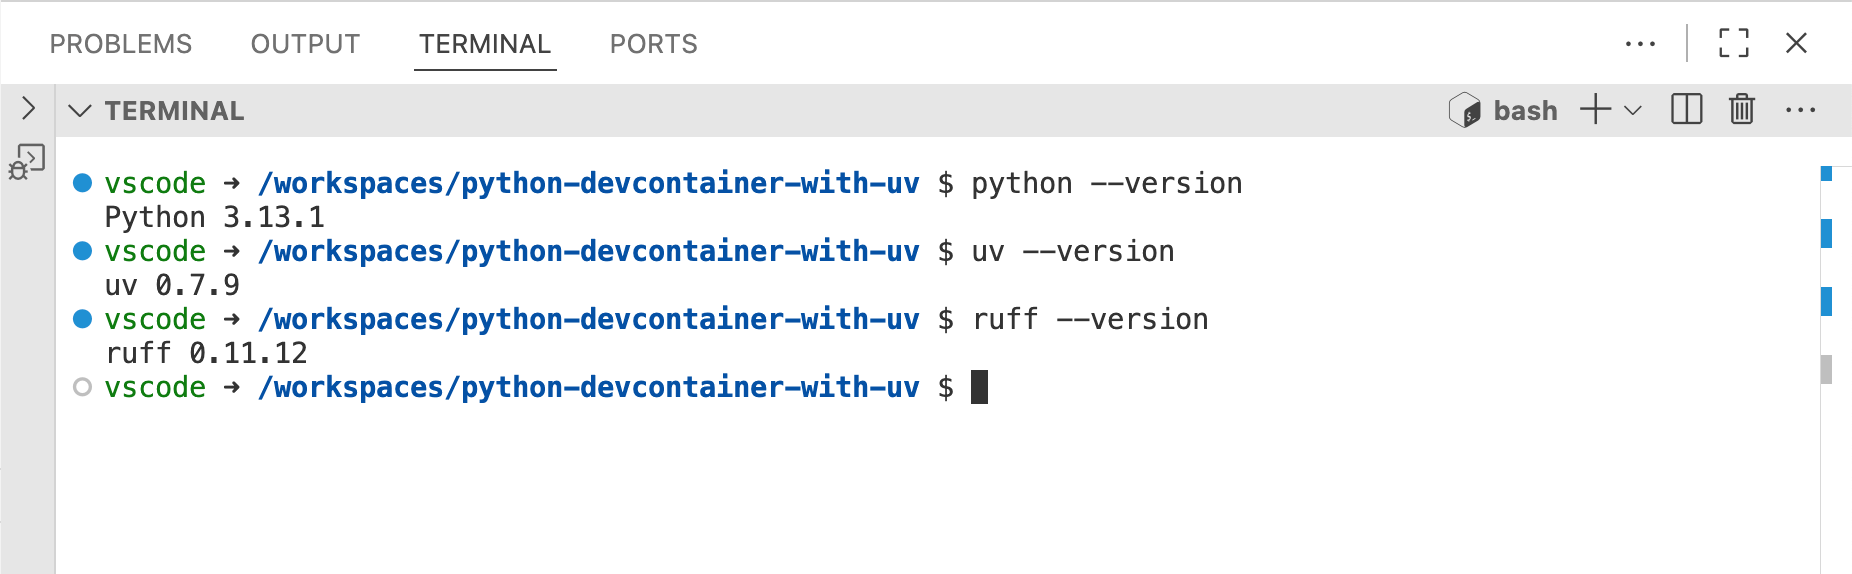 PROBLEMS OUTPUT TERMINAL PORTS
TERMINAL
bash
vscode ➜ /workspaces/python-devcontainer-with-uv $ python --version
Python 3.13.1
vscode ➜ /workspaces/python-devcontainer-with-uv $ uv --version
uv 0.7.9
vscode ➜ /workspaces/python-devcontainer-with-uv $ ruff --version
ruff 0.11.12
vscode ➜ /workspaces/python-devcontainer-with-uv $